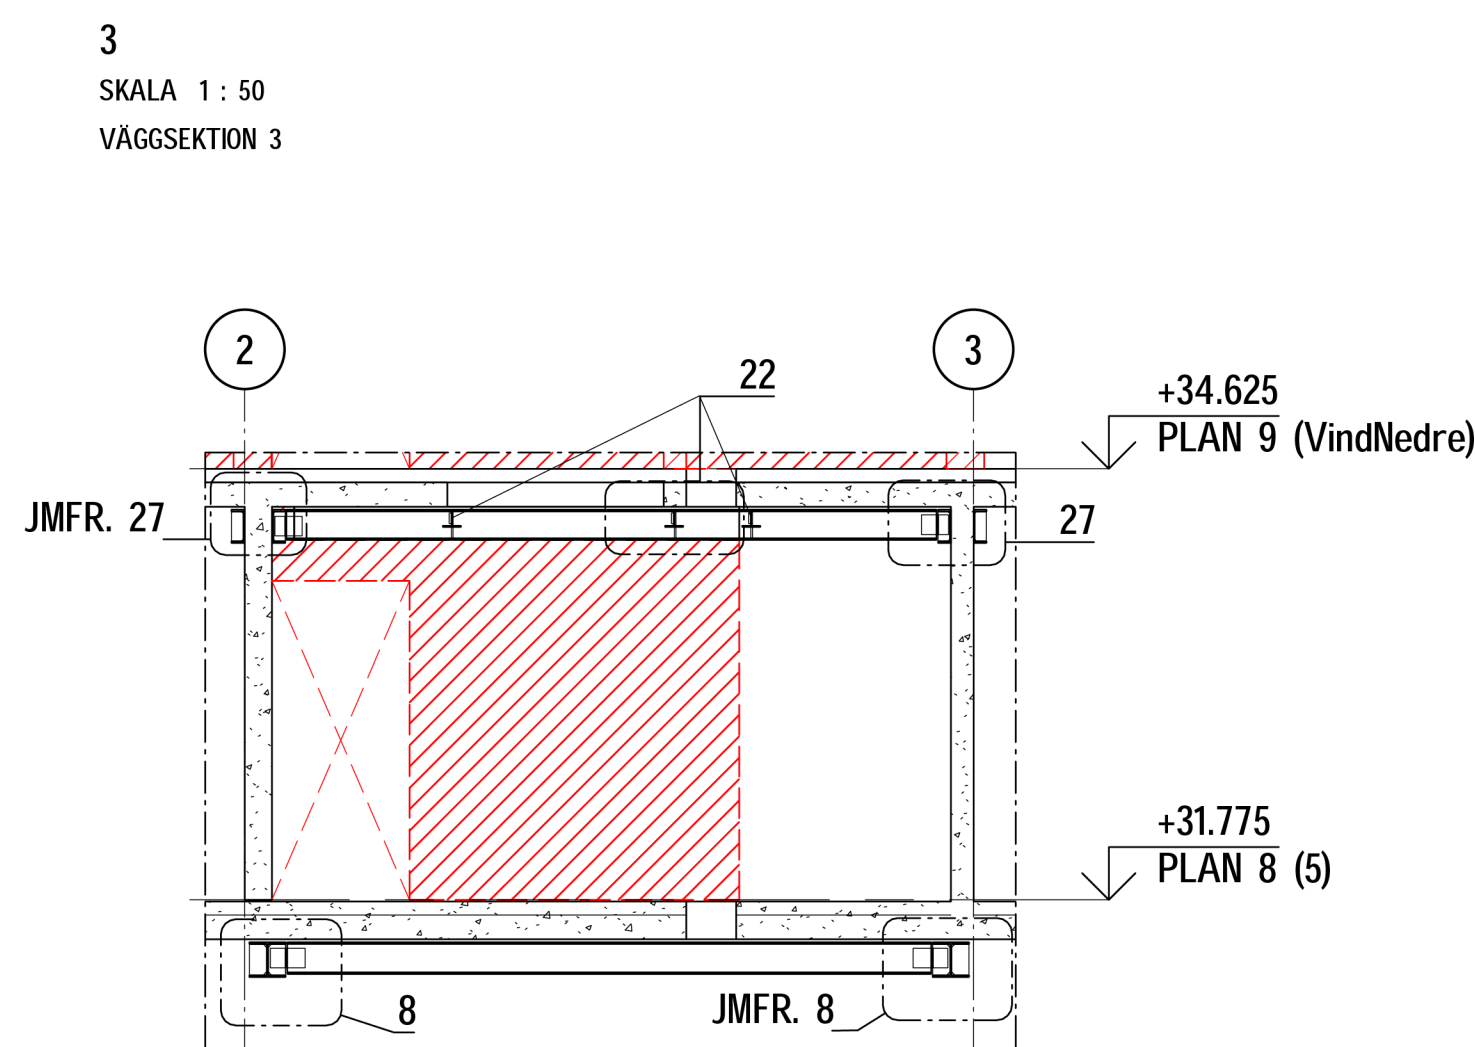 3
SKALA 1 : 50
VÄGGSEKTION 3
2
3
22
+34.625
PLAN 9 (VindNedre)
JMFR. 27
27
+31.775
PLAN 8 (5)
8
JMFR. 8